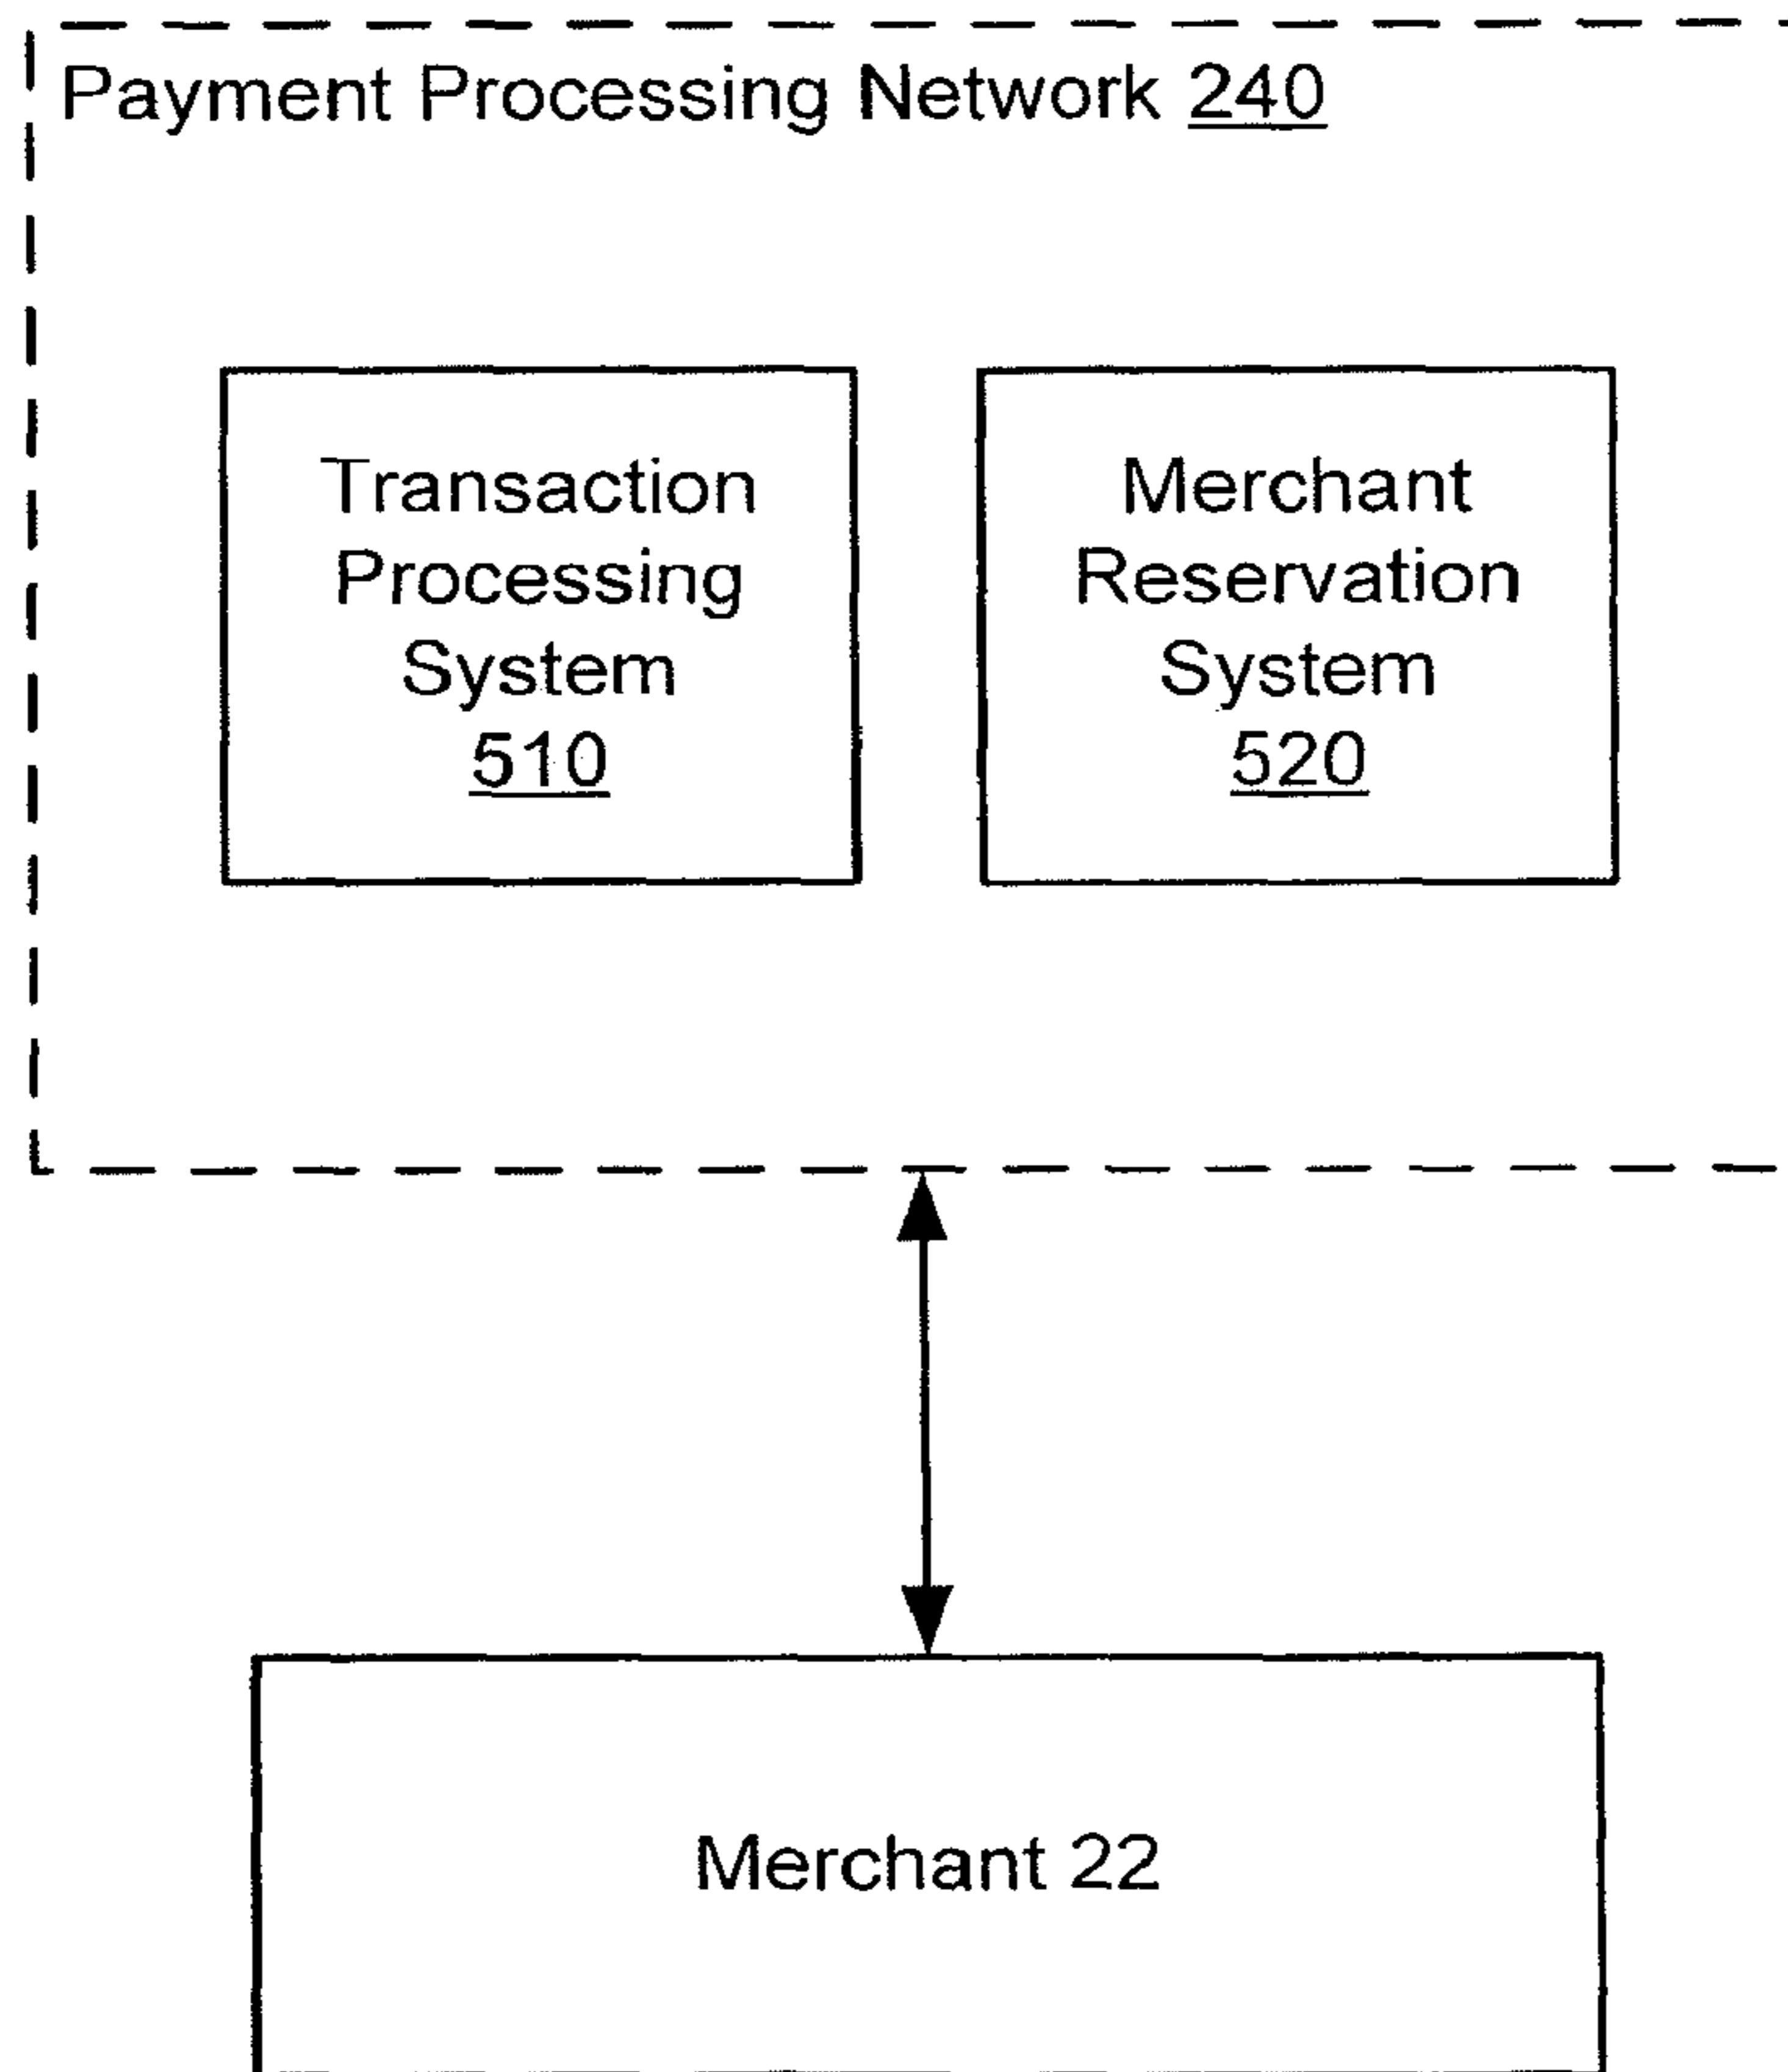 Payment Processing Network 240
Transaction
Processing
System
510
Merchant
Reservation
System
520
Merchant 22